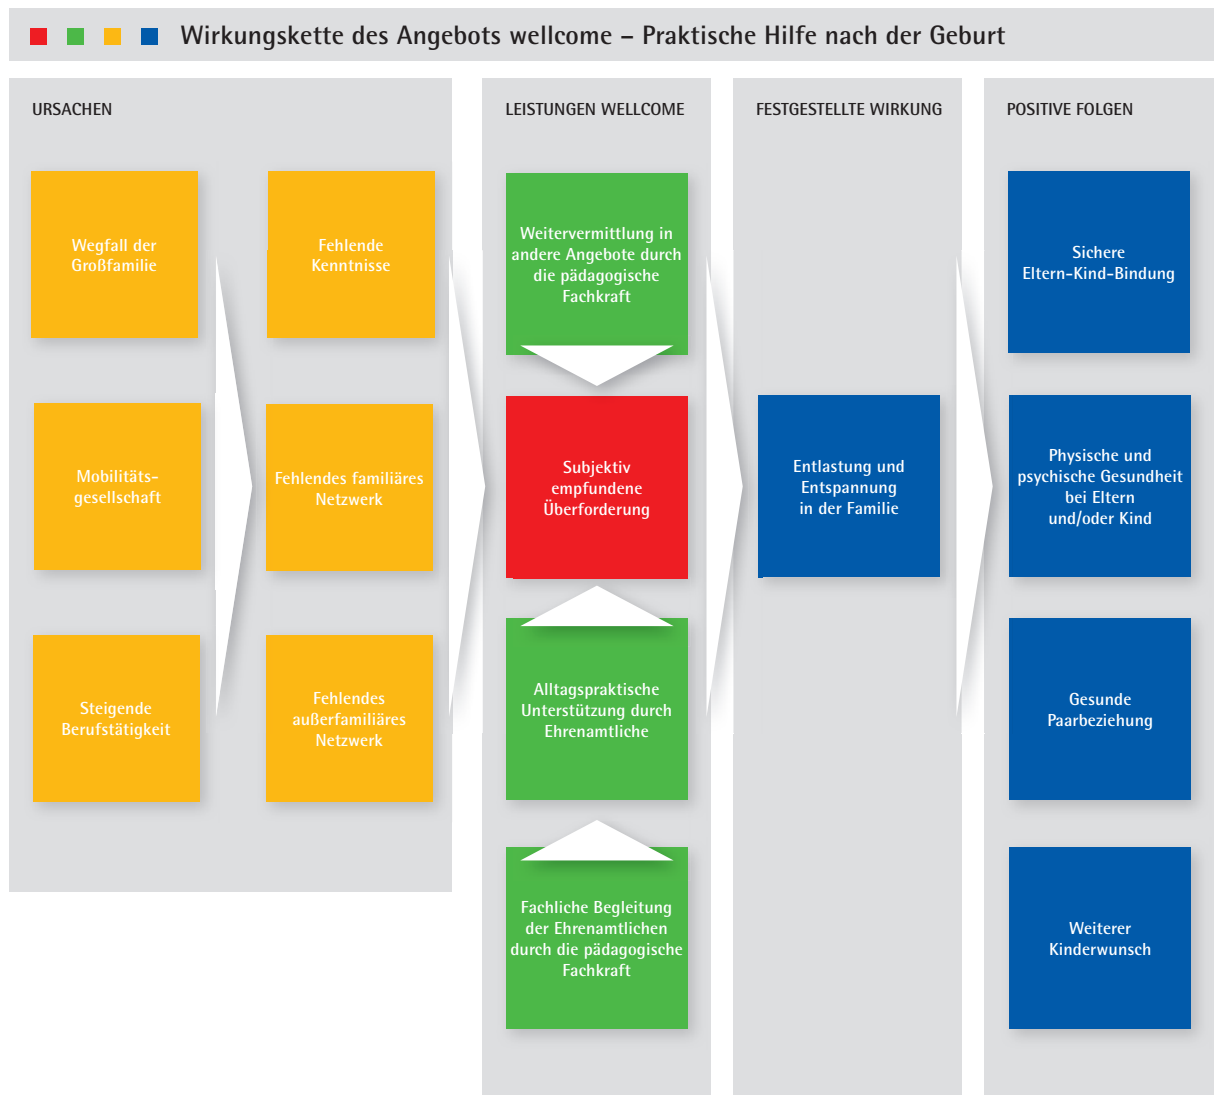 Wirkungskette des Angebots wellcome – Praktische Hilfe nach der Geburt
URSACHEN
Wegfall der
Großfamilie
Mobilitäts-
gesellschaft
Steigende
Berufstätigkeit
Fehlende
Kenntnisse
Fehlendes familiäres
Netzwerk
Fehlendes
außerfamiliäres
Netzwerk
LEISTUNGEN WELLCOME
Weitervermittlung in
andere Angebote durch
die pädagogische
Fachkraft
Subjektiv
empfundene
Überforderung
Alltagspraktische
Unterstützung durch
Ehrenamtliche
Fachliche Begleitung
der Ehrenamtlichen
durch die pädagogische
Fachkraft
FESTGESTELLTE WIRKUNG
Entlastung und
Entspannung
in der Familie
POSITIVE FOLGEN
Sichere
Eltern-Kind-Bindung
Physische und
psychische Gesundheit
bei Eltern
und/oder Kind
Gesunde
Paarbeziehung
Weiterer
Kinderwunsch